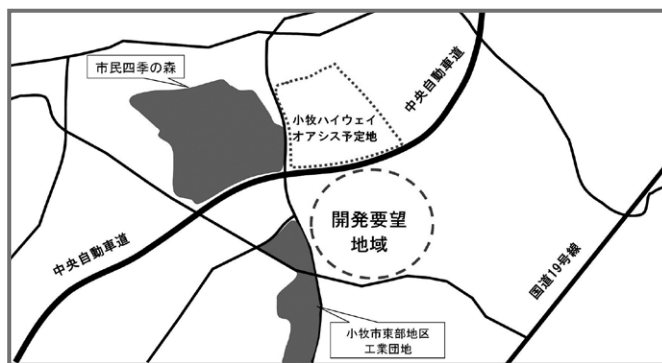 市民四季の森
中央自動車道
小牧ハイウェイ
オアシス予定地
開発要望
地域
中央自動車道
国道19号線
小牧市東部地区
工業団地